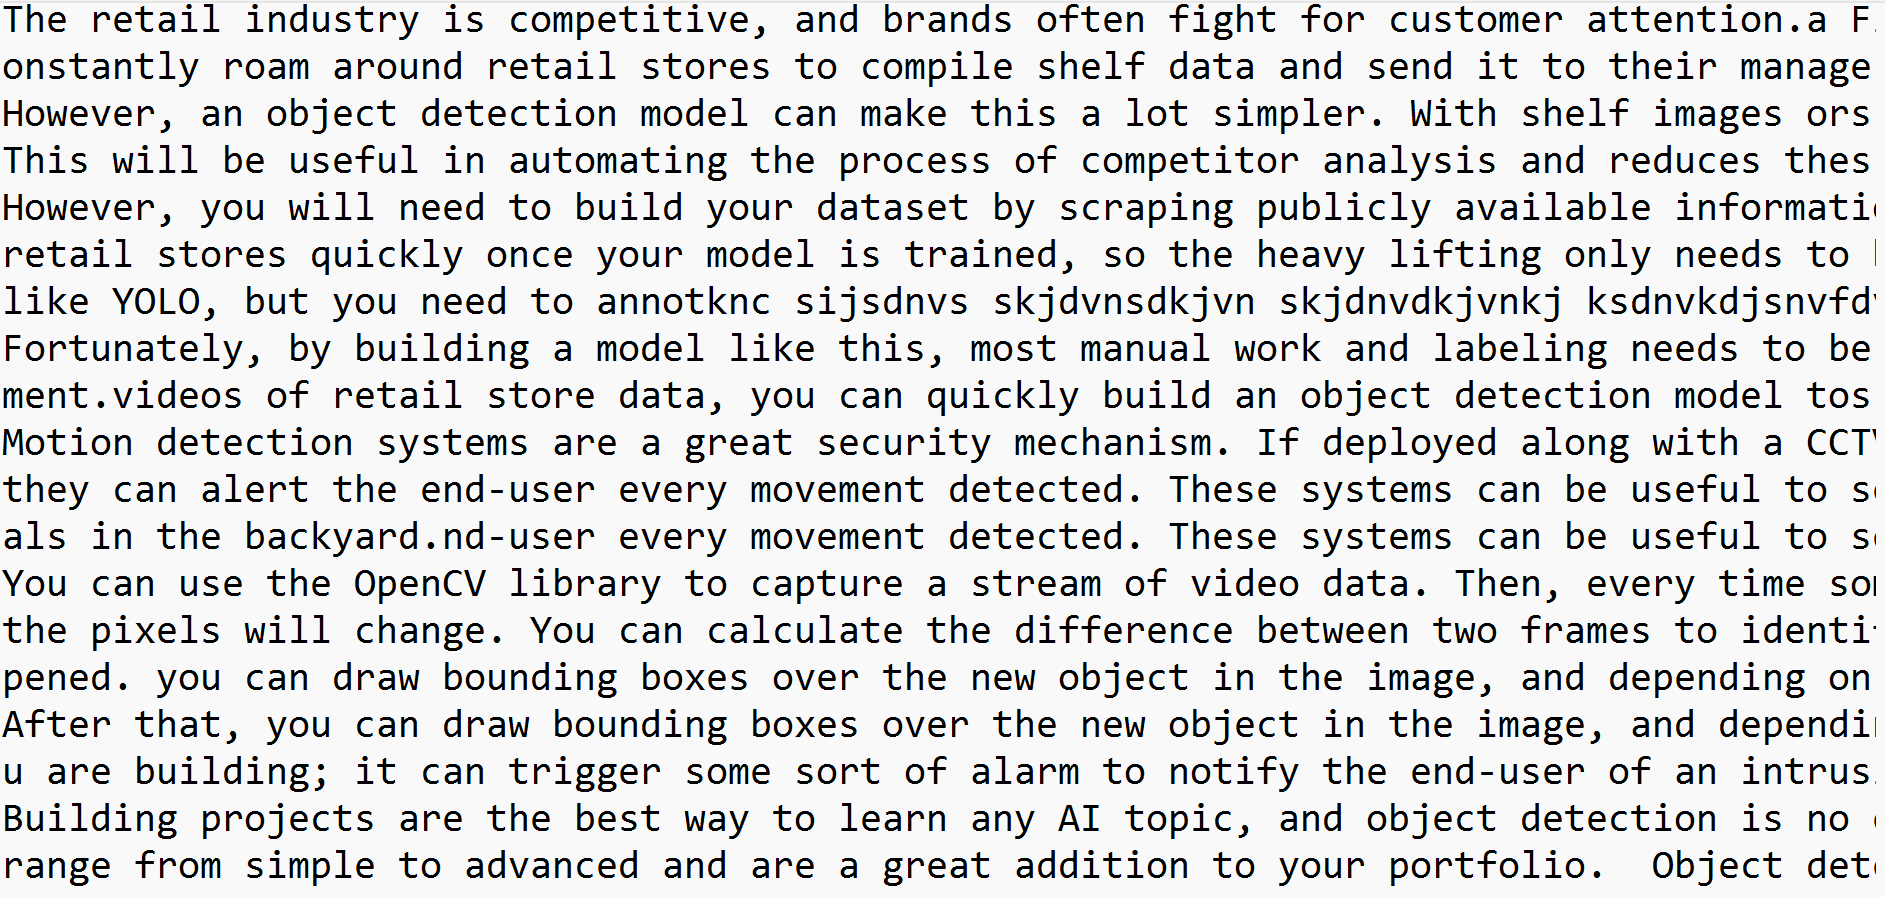 The retail industry is competitive, and brands often fight for customer attention.a F
onstantly roam around retail stores to compile shelf data and send it to their manage
However, an object detection model can make this a lot simpler. With shelf images ors
This will be useful in automating the process of competitor analysis and reduces thes
However, you will need to build your dataset by scraping publicly available informati
retail stores quickly once your model is trained, so the heavy lifting only needs to
like YOLO, but you need to annotknc sijsdnvs skjdvnsdkjvn skjdnvdkjvnkj ksdnvkdjsnvfd
Fortunately, by building a model like this, most manual work and labeling needs to be
ment.videos of retail store data, you can quickly build an object detection model tos
Motion detection systems are a great security mechanism. If deployed along with a CCTV
they can alert the end-user every movement detected. These systems can be useful to s
als in the backyard.nd-user every movement detected. These systems can be useful to s
You can use the OpenCV library to capture a stream of video data. Then, every time so
the pixels will change. You can calculate the difference between two frames to identi
pened. you can draw bounding boxes over the new object in the image, and depending on
After that, you can draw bounding boxes over the new object in the image, and dependi
u are building; it can trigger some sort of alarm to notify the end-user of an intrus
Building projects are the best way to learn any AI topic, and object detection is no
range from simple to advanced and are a great addition to your portfolio.  Object det